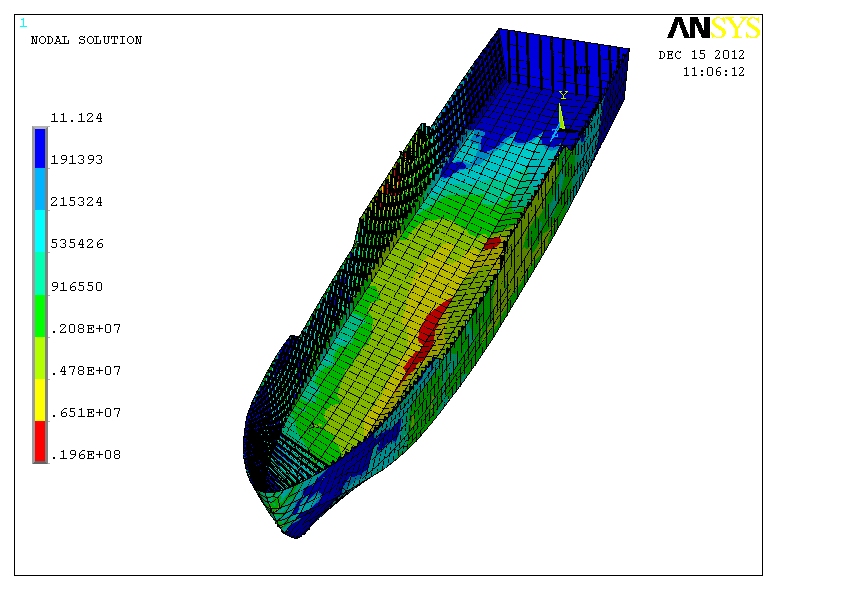 1
NODAL SOLUTION
ANSYS
DEC 15 2012
11:06:12
11.124
191393
215324
535426
916550
.208E+07
.478E+07
.651E+07
.196E+08
Y